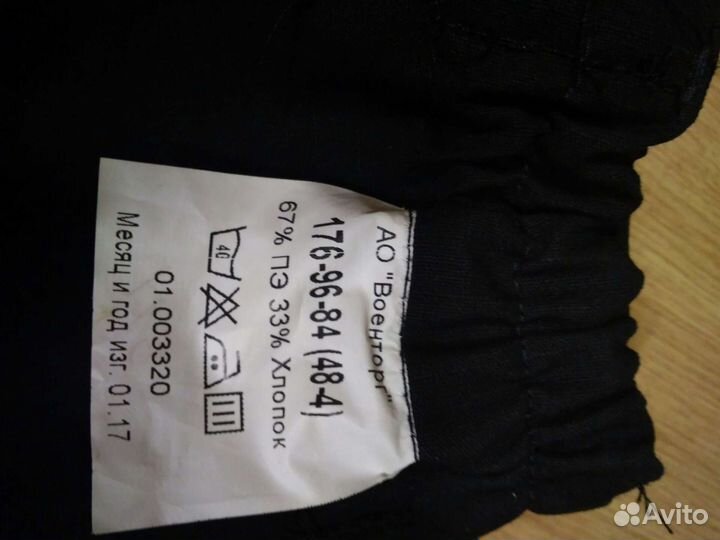 АО "Военторг"
176-96-84 (48-4)
67% ПЭ 33% Хлопок
40
01.003320
Месяц и год изг. 01.17
Avito